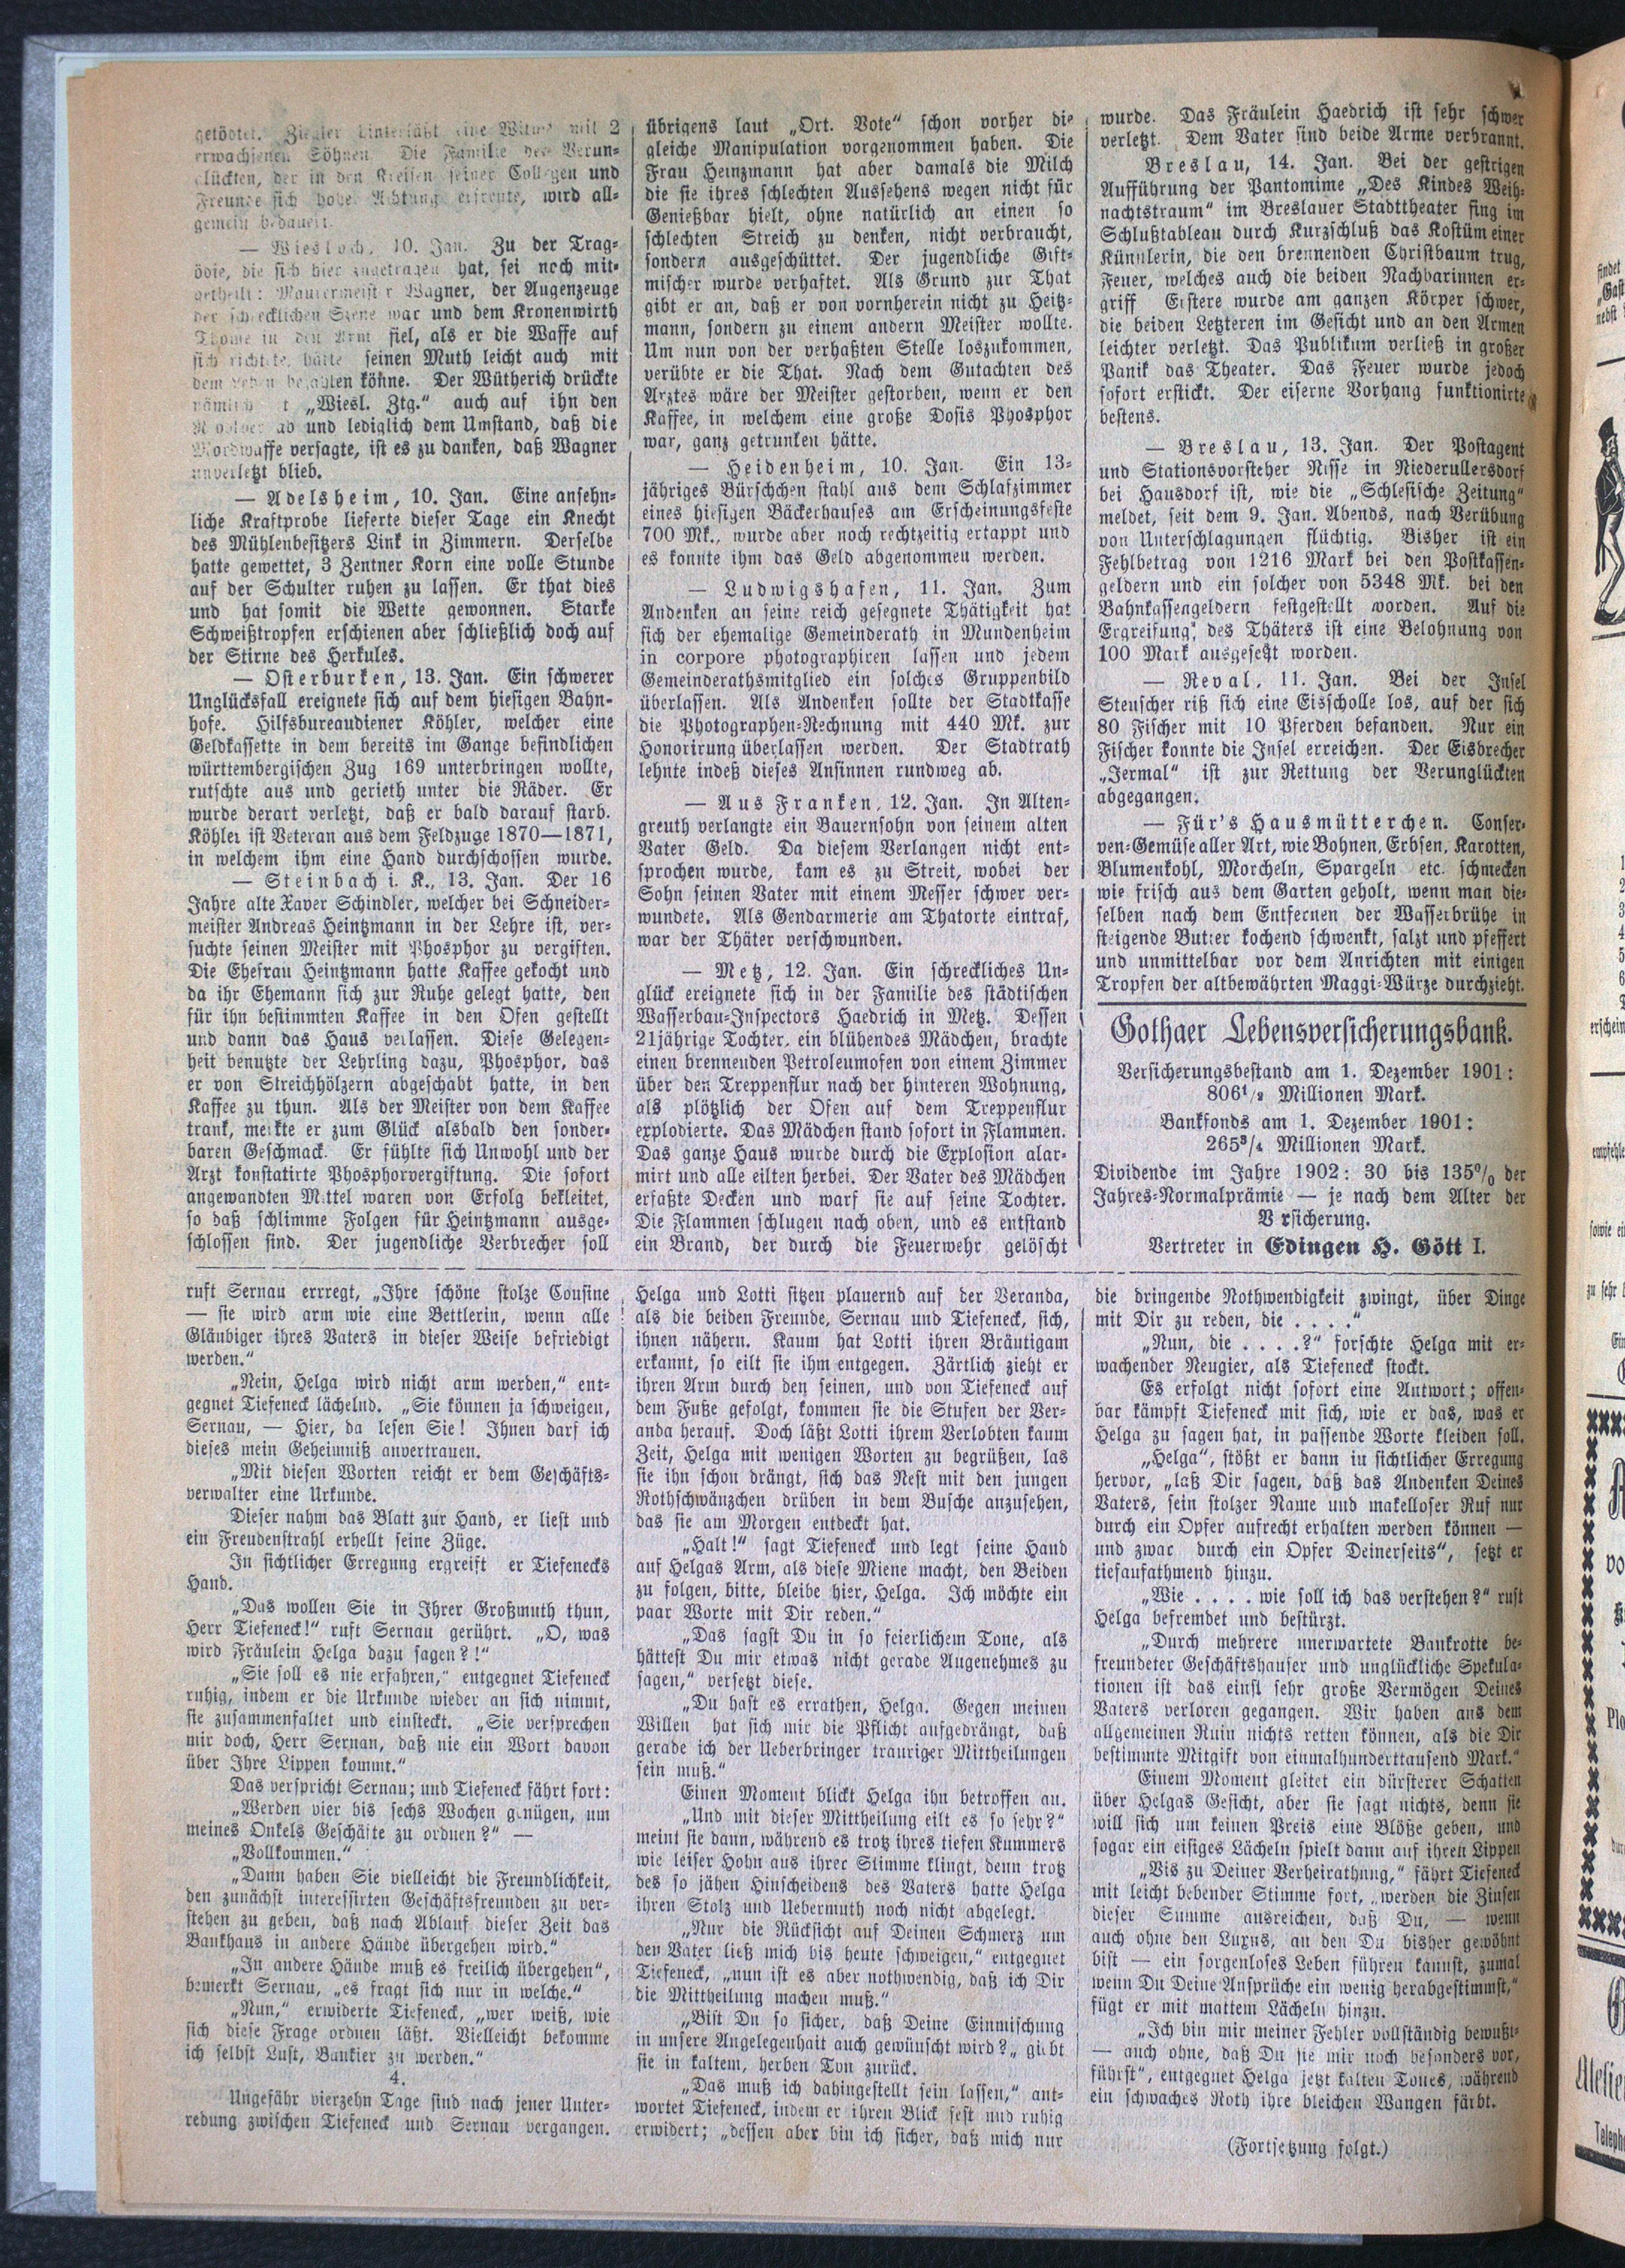 getödtet. Ziegler hinterläßt eine Witwe mit 2
erwachsenen Söhnen. Die Familie des Verun-
glückten, der in den Kreisen seiner Collegen und
Freunde sich hoher Achtung erfreute, wird all-
gemein bedauert.
— Wiesloch, 10. Jan. Zu der Trag-
ödie, die sich hier zugetragen hat, sei noch mit-
getheilt: Maurermeister Wagner, der Augenzeuge
der schrecklichen Szene war und dem Kronenwirth
Thome in den Arm fiel, als er die Waffe auf
sich richtete, hätte seinen Muth leicht auch mit
dem Leben bezahlen köhne. Der Wütherich drückte
nämlich lt „Wiesl. Ztg.“ auch auf ihn den
Revolver ab und lediglich dem Umstand, daß die
Mordwaffe versagte, ist es zu danken, daß Wagner
unverletzt blieb.
— Adelsheim, 10. Jan. Eine ansehn-
liche Kraftprobe lieferte dieser Tage ein Knecht
des Mühlenbesitzers Link in Zimmern. Derselbe
hatte gewettet, 3 Zentner Korn eine volle Stunde
auf der Schulter ruhen zu lassen. Er that dies
und hat somit die Wette gewonnen. Starke
Schweißtropfen erschienen aber schließlich doch auf
der Stirne des Herkules.
— Osterburken, 13. Jan. Ein schwerer
Unglücksfall ereignete sich auf dem hiesigen Bahn-
hofe. Hilfsbureaudiener Köhler, welcher eine
Geldkassette in dem bereits im Gange befindlichen
württembergischen Zug 169 unterbringen wollte,
rutschte aus und gerieth unter die Räder. Er
wurde derart verletzt, daß er bald darauf starb.
Köhler ist Veteran aus dem Feldzuge 1870—1871,
in welchem ihm eine Hand durchschossen wurde.
— Steinbach i. K., 13. Jan. Der 16
Jahre alte Xaver Schindler, welcher bei Schneider-
meister Andreas Heintzmann in der Lehre ist, ver-
suchte seinen Meister mit Phosphor zu vergiften.
Die Ehefrau Heintzmann hatte Kaffee gekocht und
da ihr Ehemann sich zur Ruhe gelegt hatte, den
für ihn bestimmten Kaffee in den Ofen gestellt
und dann das Haus verlassen. Diese Gelegen-
heit benutzte der Lehrling dazu, Phosphor, das
er von Streichhölzern abgeschabt hatte, in den
Kaffee zu thun. Als der Meister von dem Kaffee
trank, merkte er zum Glück alsbald den sonder-
baren Geschmack. Er fühlte sich Unwohl und der
Arzt konstatirte Phosphorvergiftung. Die sofort
angewandten Mittel waren von Erfolg bekleitet,
so daß schlimme Folgen für Heintzmann ausge-
schlossen sind. Der jugendliche Verbrecher soll
übrigens laut „Ort. Bote“ schon vorher die
gleiche Manipulation vorgenommen haben. Die
Frau Heinzmann hat aber damals die Milch
die sie ihres schlechten Aussehens wegen nicht für
Genießbar hielt, ohne natürlich an einen so
schlechten Streich zu denken, nicht verbraucht,
sondern ausgeschüttet. Der jugendliche Gift-
mischer wurde verhaftet. Als Grund zur That
gibt er an, daß er von vornherein nicht zu Heitz-
mann, sondern zu einem andern Meister wollte.
Um nun von der verhaßten Stelle loszukommen,
verübte er die That. Nach dem Gutachten des
Arztes wäre der Meister gestorben, wenn er den
Kaffee, in welchem eine große Dosis Phosphor
war, ganz getrunken hätte.
— Heidenheim, 10. Jan. Ein 13-
jähriges Bürschchen stahl aus dem Schlafzimmer
eines hiesigen Bäckerhauses am Erscheinungsfeste
700 Mk., wurde aber noch rechtzeitig ertappt und
es konnte ihm das Geld abgenommen werden.
— Ludwigshafen, 11. Jan. Zum
Andenken an seine reich gesegnete Thätigkeit hat
sich der ehemalige Gemeinderath in Mundenheim
in corpore photographiren lassen und jedem
Gemeinderathsmitglied ein solches Gruppenbild
überlassen. Als Andenken sollte der Stadtkasse
die Photographen-Rechnung mit 440 Mk. zur
Honorirung überlassen werden. Der Stadtrath
lehnte indeß dieses Ansinnen rundweg ab.
— Aus Franken, 12. Jan. In Alten-
greuth verlangte ein Bauernsohn von seinem alten
Vater Geld. Da diesem Verlangen nicht ent-
sprochen wurde, kam es zu Streit, wobei der
Sohn seinen Vater mit einem Messer schwer ver-
wundete. Als Gendarmerie am Thatorte eintraf,
war der Thäter verschwunden.
— Metz, 12. Jan. Ein schreckliches Un-
glück ereignete sich in der Familie des städtischen
Wasserbau-Inspectors Haedrich in Metz. Dessen
21jährige Tochter, ein blühendes Mädchen, brachte
einen brennenden Petroleumofen von einem Zimmer
über den Treppenflur nach der hinteren Wohnung,
als plötzlich der Ofen auf dem Treppenflur
explodierte. Das Mädchen stand sofort in Flammen.
Das ganze Haus wurde durch die Explosion alar-
mirt und alle eilten herbei. Der Vater des Mädchen
erfaßte Decken und warf sie auf seine Tochter.
Die Flammen schlugen nach oben, und es entstand
ein Brand, der durch die Feuerwehr gelöscht
wurde. Das Fräulein Haedrich ist sehr schwer
verletzt. Dem Vater sind beide Arme verbrannt.
Breslau, 14. Jan. Bei der gestrigen
Aufführung der Pantomime „Des Kindes Weih-
nachtstraum“ im Breslauer Stadttheater fing im
Schlußtableau durch Kurzschluß das Kostüm einer
Künnlerin, die den brennenden Christbaum trug,
Feuer, welches auch die beiden Nachbarinnen er-
griff Erstere wurde am ganzen Körper schwer,
die beiden Letzteren im Gesicht und an den Armen
leichter verletzt. Das Publikum verließ in großer
Panik das Theater. Das Feuer wurde jedoch
sofort erstickt. Der eiserne Vorhang funktionirte
bestens.
— Breslau, 13. Jan. Der Postagent
und Stationsvorsteher Nisse in Niederullersdorf
bei Hausdorf ist, wie die „Schlesische Zeitung“
meldet, seit dem 9. Jan. Abends, nach Verübung
von Unterschlagungen flüchtig. Bisher ist ein
Fehlbetrag von 1216 Mark bei den Postkassen-
geldern und ein solcher von 5348 Mk. bei den
Bahnkassengeldern festgestellt worden. Auf die
Ergreifung des Thäters ist eine Belohnung von
100 Mark ausgesetzt worden.
— Reval, 11. Jan. Bei der Insel
Stenscher riß sich eine Eisscholle los, auf der sich
80 Fischer mit 10 Pferden befanden. Nur ein
Fischer konnte die Insel erreichen. Der Eisbrecher
„Jermal“ ist zur Rettung der Verunglückten
abgegangen.
— Für's Hausmütterchen. Conser-
ven-Gemüse aller Art, wie Bohnen, Erbsen, Karotten,
Blumenkohl, Morcheln, Spargeln etc. schmecken
wie frisch aus dem Garten geholt, wenn man die-
selben nach dem Entfernen der Wasserbrühe in
steigende Butter kochend schwenkt, salzt und pfeffert
und unmittelbar vor dem Anrichten mit einigen
Tropfen der altbewährten Maggi-Würze durchzieht.
Gothaer Lebensversicherungsbank.
Versicherungsbestand am 1. Dezember 1901:
806¹/₂ Millionen Mark.
Bankfonds am 1. Dezember 1901:
265³/₄ Millionen Mark.
Dividende im Jahre 1902: 30 bis 135% der
Jahres-Normalprämie — je nach dem Alter der
V rsicherung.
Vertreter in Edingen H. Gött I.
ruft Sernau errregt, „Ihre schöne stolze Cousine
— sie wird arm wie eine Bettlerin, wenn alle
Gläubiger ihres Vaters in dieser Weise befriedigt
werden.“
„Nein, Helga wird nicht arm werden,“ ent-
gegnet Tiefeneck lächelnd. „Sie können ja schweigen,
Sernau, — Hier, da lesen Sie! Ihnen darf ich
dieses mein Geheimniß anvertrauen.
„Mit diesen Worten reicht er dem Geschäfts-
verwalter eine Urkunde.
Dieser nahm das Blatt zur Hand, er liest und
ein Freudenstrahl erhellt seine Züge.
In sichtlicher Erregung ergreift er Tiefenecks
Hand.
„Das wollen Sie in Ihrer Großmuth thun,
Herr Tiefeneck!“ ruft Sernau gerührt. „O, was
wird Fräulein Helga dazu sagen?!“
„Sie soll es nie erfahren,“ entgegnet Tiefeneck
ruhig, indem er die Urkunde wieder an sich nimmt,
sie zusammenfaltet und einsteckt. „Sie versprechen
mir doch, Herr Sernau, daß nie ein Wort davon
über Ihre Lippen kommt.“
Das verspricht Sernau; und Tiefeneck fährt fort:
„Werden vier bis sechs Wochen genügen, um
meines Onkels Geschäfte zu ordnen?“ —
„Vollkommen.“
„Dann haben Sie vielleicht die Freundlichkeit,
den zunächst interessirten Geschäftsfreunden zu ver-
stehen zu geben, daß nach Ablauf dieser Zeit das
Bankhaus in andere Hände übergehen wird.“
„In andere Hände muß es freilich übergehen“,
bemerkt Sernau, „es fragt sich nur in welche.“
„Nun,“ erwiderte Tiefeneck, „wer weiß, wie
sich diese Frage ordnen läßt. Vielleicht bekomme
ich selbst Lust, Bankier zu werden.“
4.
Ungefähr vierzehn Tage sind nach jener Unter-
redung zwischen Tiefeneck und Sernau vergangen.
Helga und Lotti sitzen plauernd auf der Veranda,
als die beiden Freunde, Sernau und Tiefeneck, sich,
ihnen nähern. Kaum hat Lotti ihren Bräutigam
erkannt, so eilt sie ihm entgegen. Zärtlich zieht er
ihren Arm durch den seinen, und von Tiefeneck auf
dem Fuße gefolgt, kommen sie die Stufen der Ver-
anda herauf. Doch läßt Lotti ihrem Verlobten kaum
Zeit, Helga mit wenigen Worten zu begrüßen, las
sie ihn schon drängt, sich das Nest mit den jungen
Rothschwänzchen drüben in dem Busche anzusehen,
das sie am Morgen entdeckt hat.
„Halt!“ sagt Tiefeneck und legt seine Hand
auf Helgas Arm, als diese Miene macht, den Beiden
zu folgen, bitte, bleibe hier, Helga. Ich möchte ein
paar Worte mit Dir reden.“
„Das sagst Du in so feierlichem Tone, als
hättest Du mir etwas nicht gerade Augenehmes zu
sagen,“ versetzt diese.
„Du hast es errathen, Helga. Gegen meinen
Willen hat sich mir die Pflicht aufgedrängt, daß
gerade ich der Ueberbringer trauriger Mittheilungen
sein muß.“
Einen Moment blickt Helga ihn betroffen an.
„Und mit dieser Mittheilung eilt es so sehr?“
meint sie dann, während es trotz ihres tiefen Kummers
wie leiser Hohn aus ihrer Stimme klingt, denn trotz
des so jähen Hinscheidens des Vaters hatte Helga
ihren Stolz und Uebermuth noch nicht abgelegt.
„Nur die Rücksicht auf Deinen Schmerz um
den Vater ließ mich bis heute schweigen,“ entgegnet
Tiefeneck, „nun ist es aber nothwendig, daß ich Dir
die Mittheilung machen muß.“
„Bist Du so sicher, daß Deine Einmischung
in unsere Angelegenhait auch gewünscht wird?„ giebt
sie in kaltem, herben Ton zurück.
„Das muß ich dahingestellt sein lassen,“ ant-
wortet Tiefeneck, indem er ihren Blick fest und ruhig
erwidert; „dessen aber bin ich sicher, daß mich nur
die dringende Nothwendigkeit zwingt, über Dinge
mit Dir zu reden, die . . . .“
„Nun, die . . . .?“ forschte Helga mit er-
wachender Neugier, als Tiefeneck stockt.
Es erfolgt nicht sofort eine Antwort; offen-
bar kämpft Tiefeneck mit sich, wie er das, was er
Helga zu sagen hat, in passende Worte kleiden soll.
„Helga“, stößt er dann in sichtlicher Erregung
hervor, „laß Dir sagen, daß das Andenken Deines
Vaters, sein stolzer Name und makelloser Ruf nur
durch ein Opfer aufrecht erhalten werden können —
und zwar durch ein Opfer Deinerseits“, setzt er
tiefaufathmend hinzu.
„Wie . . . . wie soll ich das verstehen?“ ruft
Helga befremdet und bestürzt.
„Durch mehrere unerwartete Bankrotte be-
freundeter Geschäftshauser und unglückliche Spekula-
tionen ist das einst sehr große Vermögen Deines
Vaters verloren gegangen. Wir haben aus dem
allgemeinen Ruin nichts retten können, als die Dir
bestimmte Mitgift von einmalhunderttausend Mark.“
Einem Moment gleitet ein dürsterer Schatten
über Helgas Gesicht, aber sie sagt nichts, denn sie
will sich um keinen Preis eine Blöße geben, und
sogar ein eisiges Lächeln spielt dann auf ihren Lippen
„Bis zu Deiner Verheirathung,“ fährt Tiefeneck
mit leicht bebender Stimme fort, „werden die Zinsen
dieser Summe ausreichen, daß Du, — wenn
auch ohne den Luxus, an den Du bisher gewöhnt
bist — ein sorgenloses Leben führen kannst, zumal
wenn Du Deine Ansprüche ein wenig herabgestimmst,“
fügt er mit mattem Lächeln hinzu.
„Ich bin mir meiner Fehler vollständig bewußt-
— auch ohne, daß Du sie mir noch besonders vor,
führst“, entgegnet Helga jetzt kalten Tones, während
ein schwaches Roth ihre bleichen Wangen färbt.
(Fortsetzung folgt.)